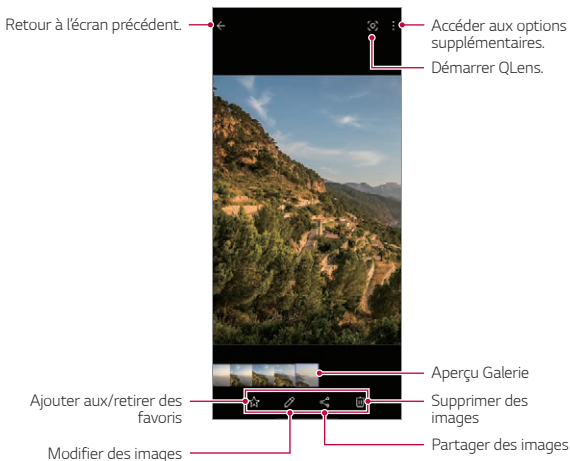 Retour à l'écran précédent.
Accéder aux options
supplémentaires.
Démarrer QLens.
Aperçu Galerie
Ajouter aux/retirer des
favoris
Supprimer des
images
Partager des images
Modifier des images